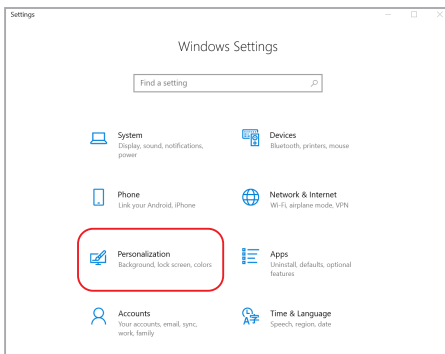 Settings
Windows Settings
Find a setting
System
Display, sound, notifications,
power
Devices
Bluetooth, printers, mouse
Phone
Link your Android, iPhone
Network & Internet
Wi-Fi, airplane mode, VPN
Personalization
Background, lock screen, colors
Apps
Uninstall, defaults, optional
features
Accounts
Your accounts, email, sync,
work, family
Time & Language
Speech, region, date